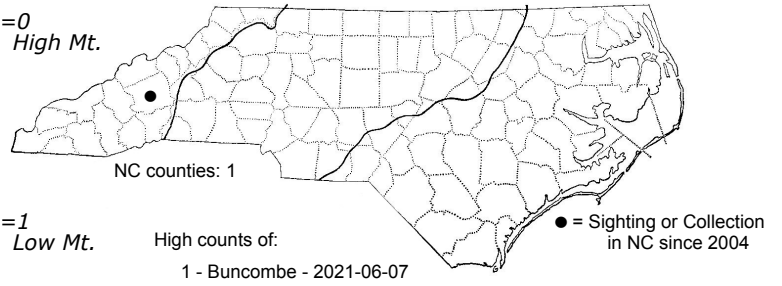 =0
High Mt.
NC counties: 1
=1
Low Mt.
High counts of:
1 - Buncombe - 2021-06-07
● = Sighting or Collection
in NC since 2004